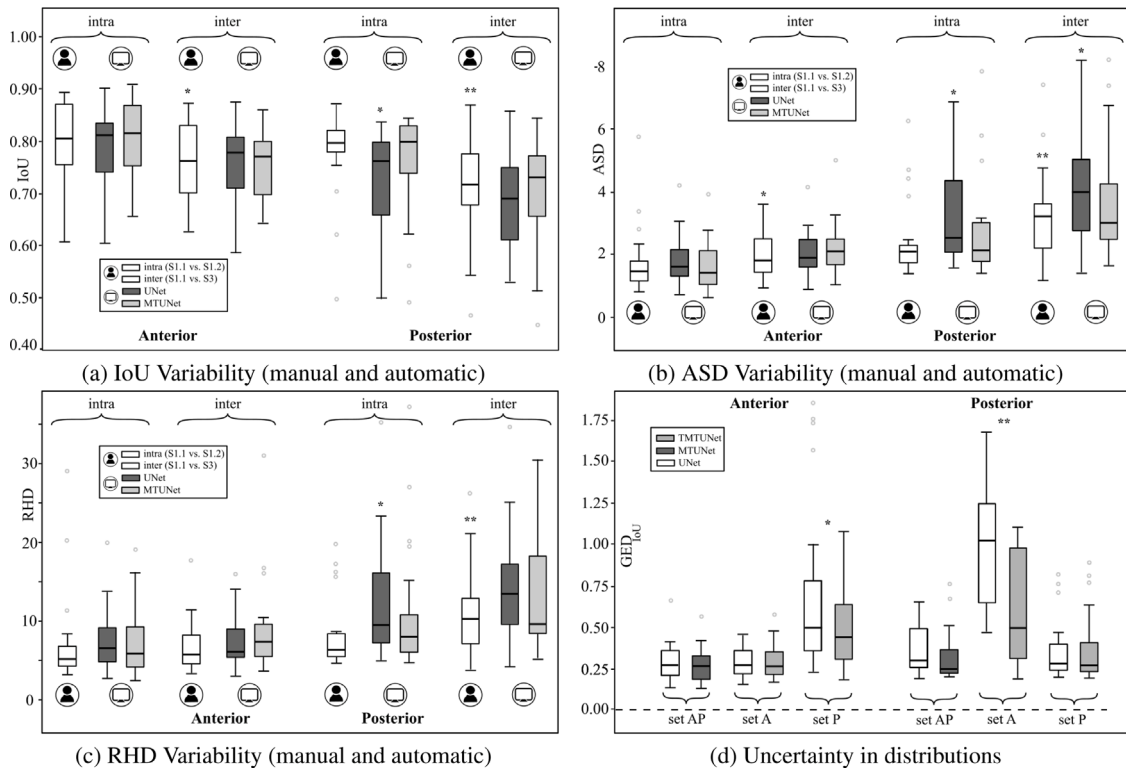 intra inter intra inter
1.00
0.90
0.80
0.70
0.60
0.50
0.40
IoU
* * **
intra (S1.1 vs. S1.2)
inter (S1.1 vs. S3)
UNet
MTUNet
Anterior Posterior
(a) IoU Variability (manual and automatic)
intra inter intra inter
-8
6
4
2
0
ASD
* * ** *
intra (S1.1 vs. S1.2)
inter (S1.1 vs. S3)
UNet
MTUNet
Anterior Posterior
(b) ASD Variability (manual and automatic)
intra inter intra inter
30
20
10
0
RHD
* **
intra (S1.1 vs. S1.2)
inter (S1.1 vs. S3)
UNet
MTUNet
Anterior Posterior
(c) RHD Variability (manual and automatic)
Anterior Posterior
1.75
1.50
1.25
1.00
0.75
0.50
0.25
0.00
GED IoU
* **
TMTUNet
MTUNet
UNet
set AP set A set P set AP set A set P
(d) Uncertainty in distributions